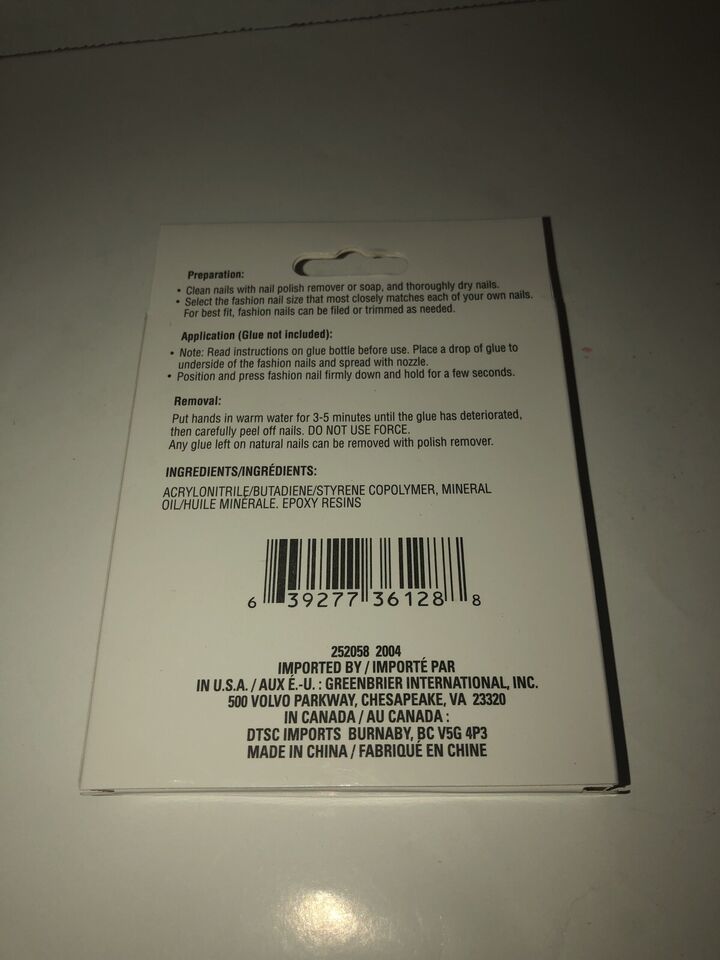 Preparation:
• Clean nails with nail polish remover or soap, and thoroughly dry nails.
• Select the fashion nail size that most closely matches each of your own nails.
For best fit, fashion nails can be filed or trimmed as needed.
Application (Glue not included):
• Note: Read instructions on glue bottle before use. Place a drop of glue to
underside of the fashion nails and spread with nozzle.
• Position and press fashion nail firmly down and hold for a few seconds.
Removal:
Put hands in warm water for 3-5 minutes until the glue has deteriorated,
then carefully peel off nails. DO NOT USE FORCE.
Any glue left on natural nails can be removed with polish remover.
INGREDIENTS/INGRÉDIENTS:
ACRYLONITRILE/BUTADIENE/STYRENE COPOLYMER, MINERAL
OIL/HUILE MINÉRALE. EPOXY RESINS
6 39277 36128 8
252058 2004
IMPORTED BY / IMPORTÉ PAR
IN U.S.A. / AUX É.-U. : GREENBRIER INTERNATIONAL, INC.
500 VOLVO PARKWAY, CHESAPEAKE, VA 23320
IN CANADA / AU CANADA :
DTSC IMPORTS BURNABY, BC V5G 4P3
MADE IN CHINA / FABRIQUÉ EN CHINE